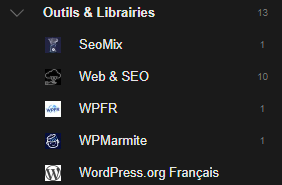 Outils & Librairies 13
SeoMix 1
Web & SEO 10
WPFR 1
WPMarmite 1
WordPress.org Français